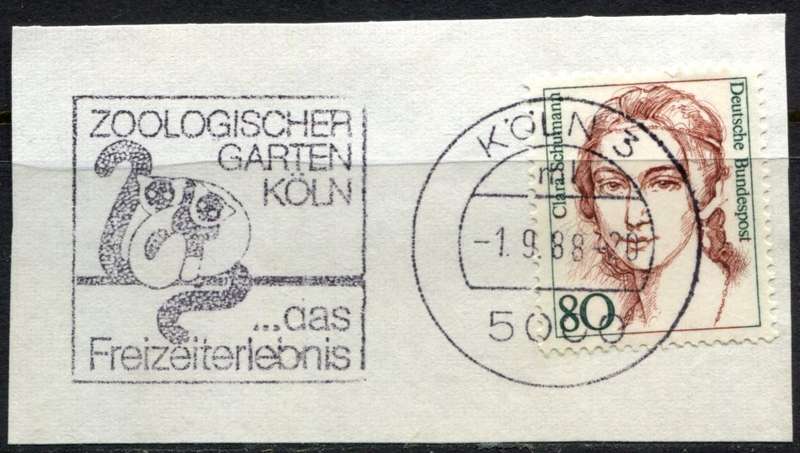 ZOOLOGISCHER
GARTEN
KÖLN
...das
Freizeiterlebnis
KÖLN 3
-1.9.88-20
5000
Clara Schumann
Deutsche Bundespost
80